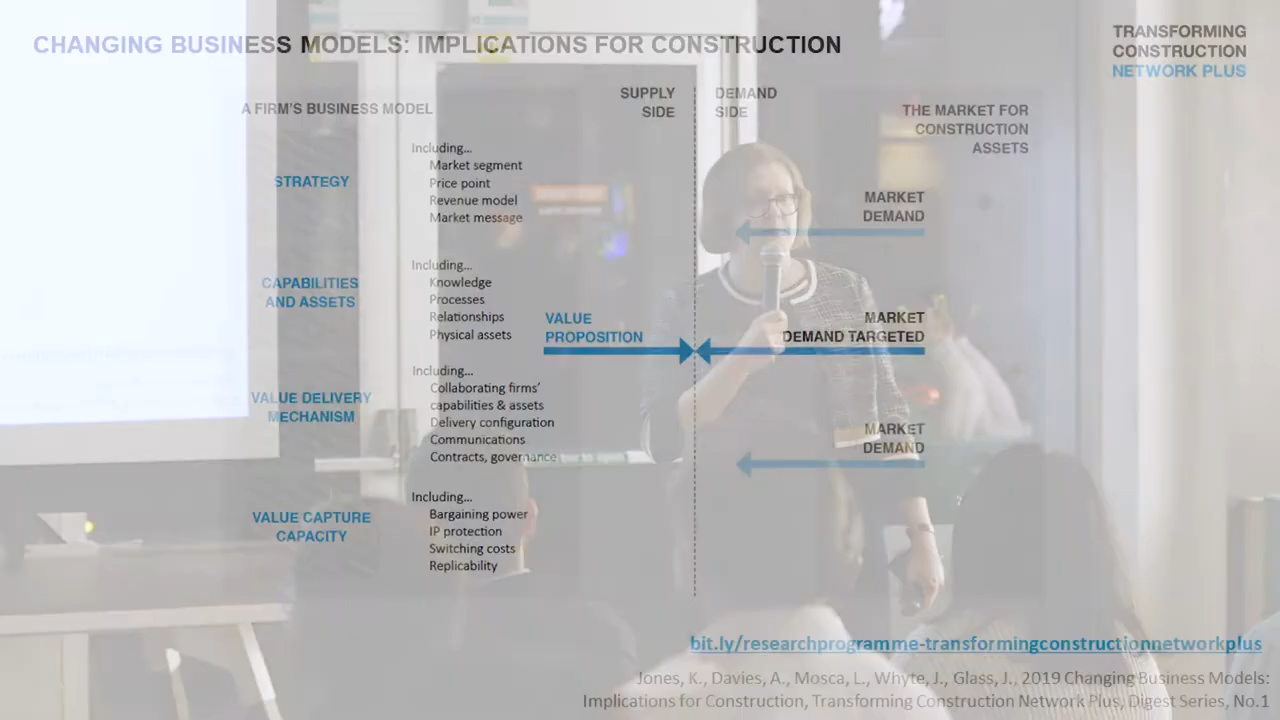 CHANGING BUSINESS MODELS: IMPLICATIONS FOR CONSTRUCTION
TRANSFORMING
CONSTRUCTION
NETWORK PLUS
A FIRM'S BUSINESS MODEL
SUPPLY
SIDE
DEMAND
SIDE
THE MARKET FOR
CONSTRUCTION
ASSETS
STRATEGY
Including...
Market segment
Price point
Revenue model
Market message
MARKET
DEMAND
CAPABILITIES
AND ASSETS
Including...
Knowledge
Processes
Relationships
Physical assets
VALUE
PROPOSITION
MARKET
DEMAND TARGETED
VALUE DELIVERY
MECHANISM
Including...
Collaborating firms'
capabilities & assets
Delivery configuration
Communications
Contracts, governance
MARKET
DEMAND
VALUE CAPTURE
CAPACITY
Including...
Bargaining power
IP protection
Switching costs
Replicability
bit.ly/researchprogramme-transformingconstructionnetworkplus
Jones, K., Davies, A., Mosca, L., Whyte, J., Glass, J., 2019 Changing Business Models:
Implications for Construction, Transforming Construction Network Plus, Digest Series, No.1